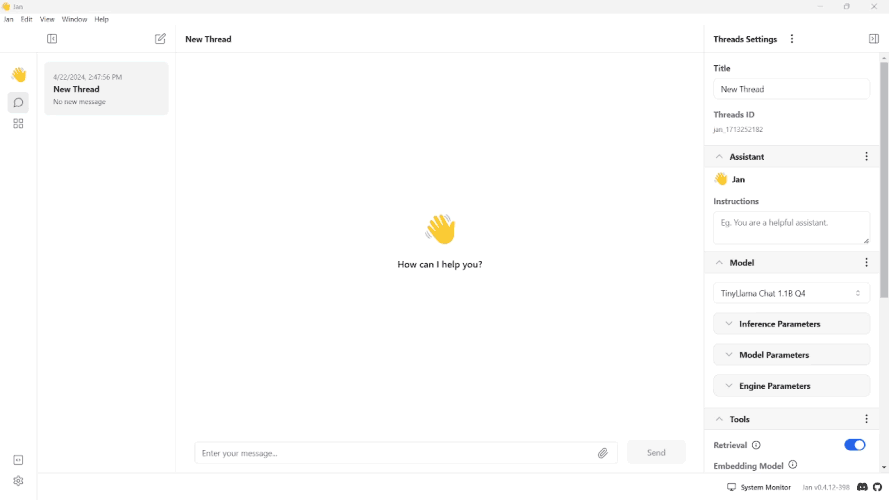 Jan
Jan Edit View Window Help
4/22/2024, 2:47:56 PM
New Thread
No new message
New Thread
How can I help you?
Enter your message...
Send
Threads Settings
Title
New Thread
Threads ID
jan_1713252182
Assistant
Jan
Instructions
Eg. You are a helpful assistant.
Model
TinyLlama Chat 1.1B Q4
Inference Parameters
Model Parameters
Engine Parameters
Tools
Retrieval
Embedding Model
System Monitor
Jan v0.4.12-398